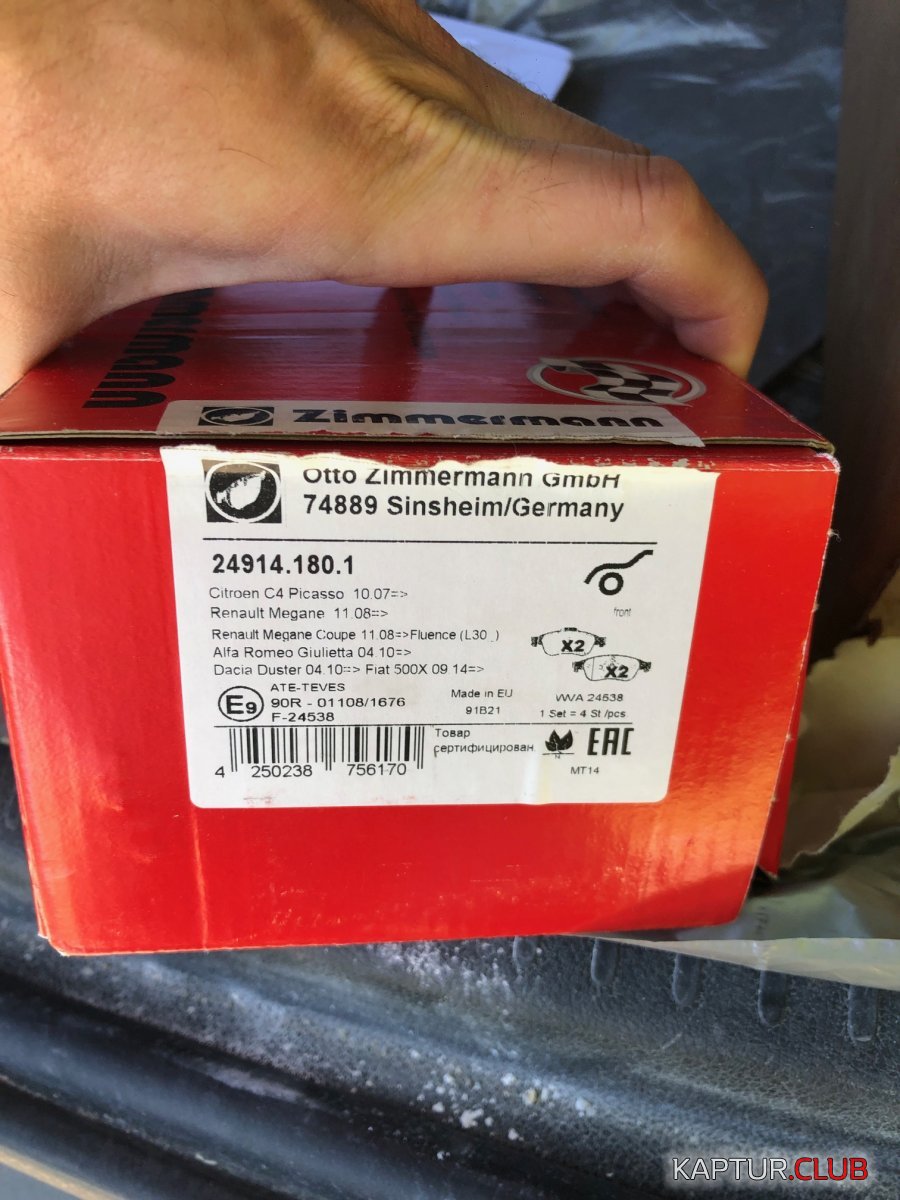 Zimmermann
Otto Zimmermann GmbH
74889 Sinsheim/Germany
24914.180.1
Citroen C4 Picasso 10.07=>
Renault Megane 11.08=>
front
Renault Megane Coupe 11.08=>Fluence (L30_)
Alfa Romeo Giulietta 04.10=>
Dacia Duster 04.10=> Fiat 500X 09.14=>
X2
X2
E9
ATE-TEVES
90R - 01108/1676
F-24538
Made in EU
91B21
WVA 24538
1 Set = 4 St./pcs
Товар
сертифицирован
EAC
MT14
4 250238 756170
KAPTUR.CLUB